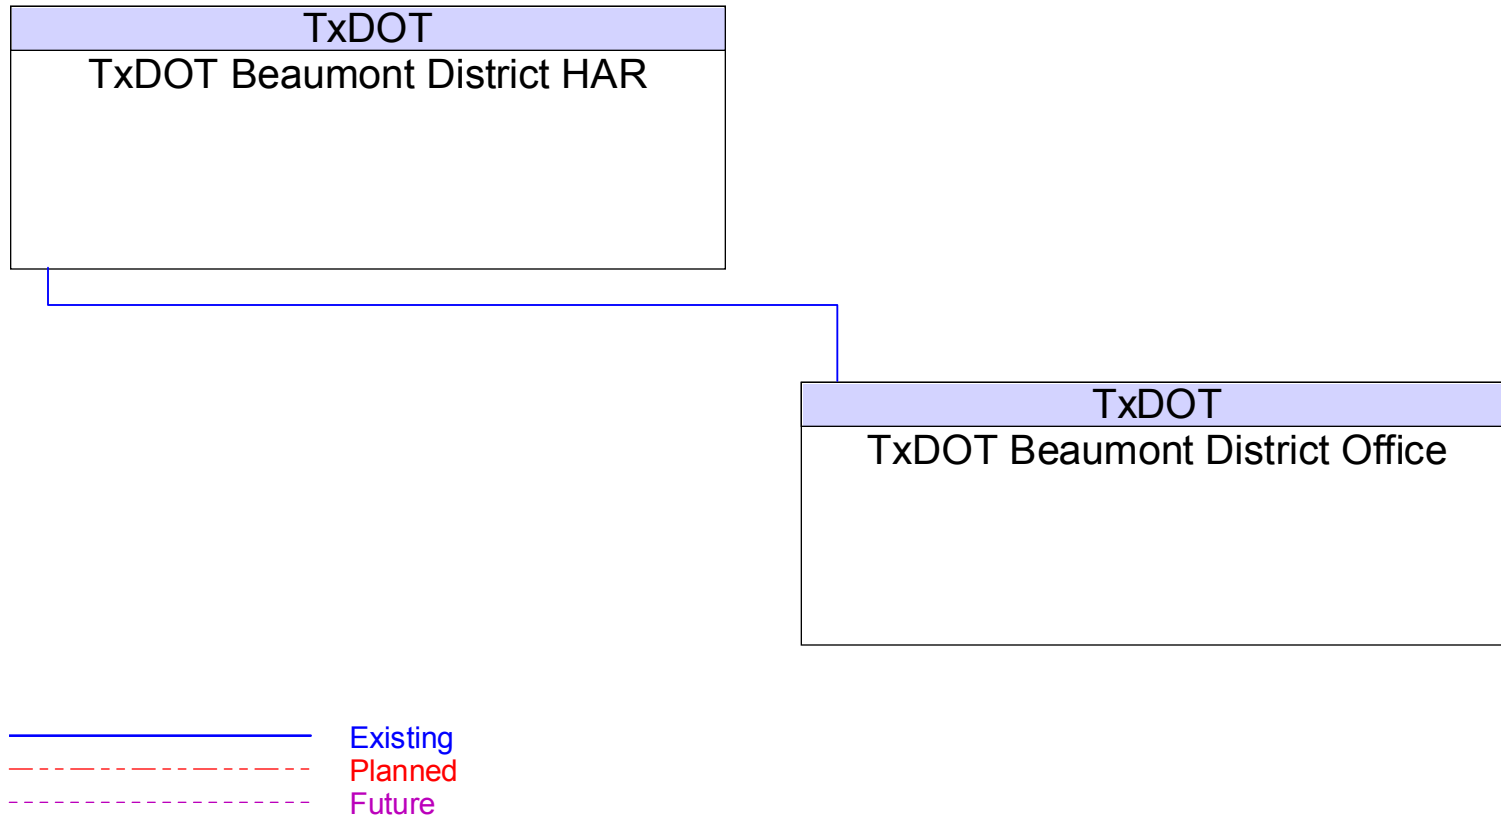 TxDOT
TxDOT Beaumont District HAR
TxDOT
TxDOT Beaumont District Office
Existing
Planned
Future